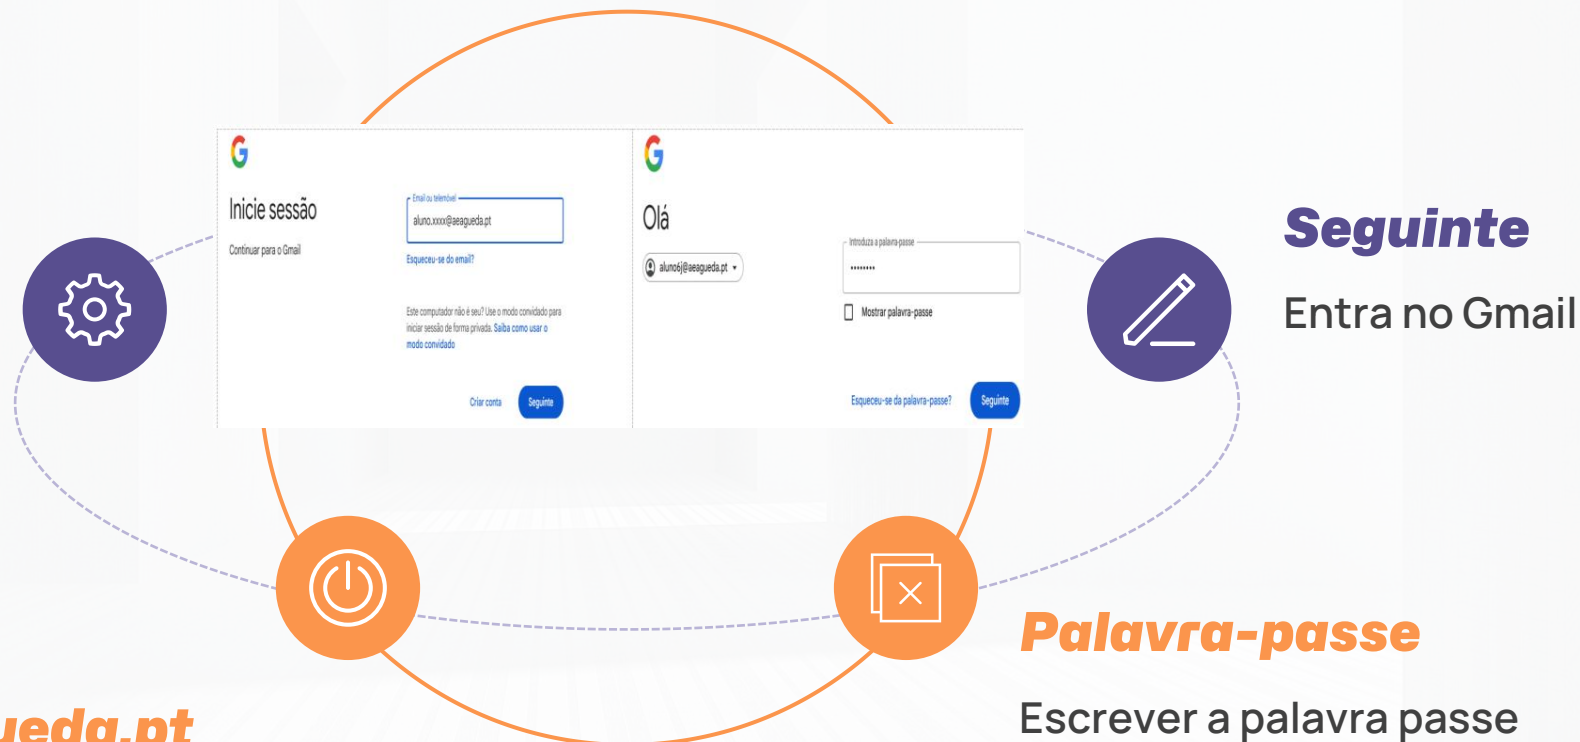 Inicie sessão
Continuar para o Gmail
Email ou telemóvel
aluno.xxxx@aeagueda.pt
Esqueceu-se do email?
Este computador não é seu? Use o modo convidado para
iniciar sessão de forma privada. Saiba como usar o
modo convidado
Criar conta
Seguinte
Olá
aluno6j@aeagueda.pt
Introduza a palavra-passe
Mostrar palavra-passe
Esqueceu-se da palavra-passe?
Seguinte
Seguinte
Entra no Gmail
Palavra-passe
Escrever a palavra passe
ueda.pt